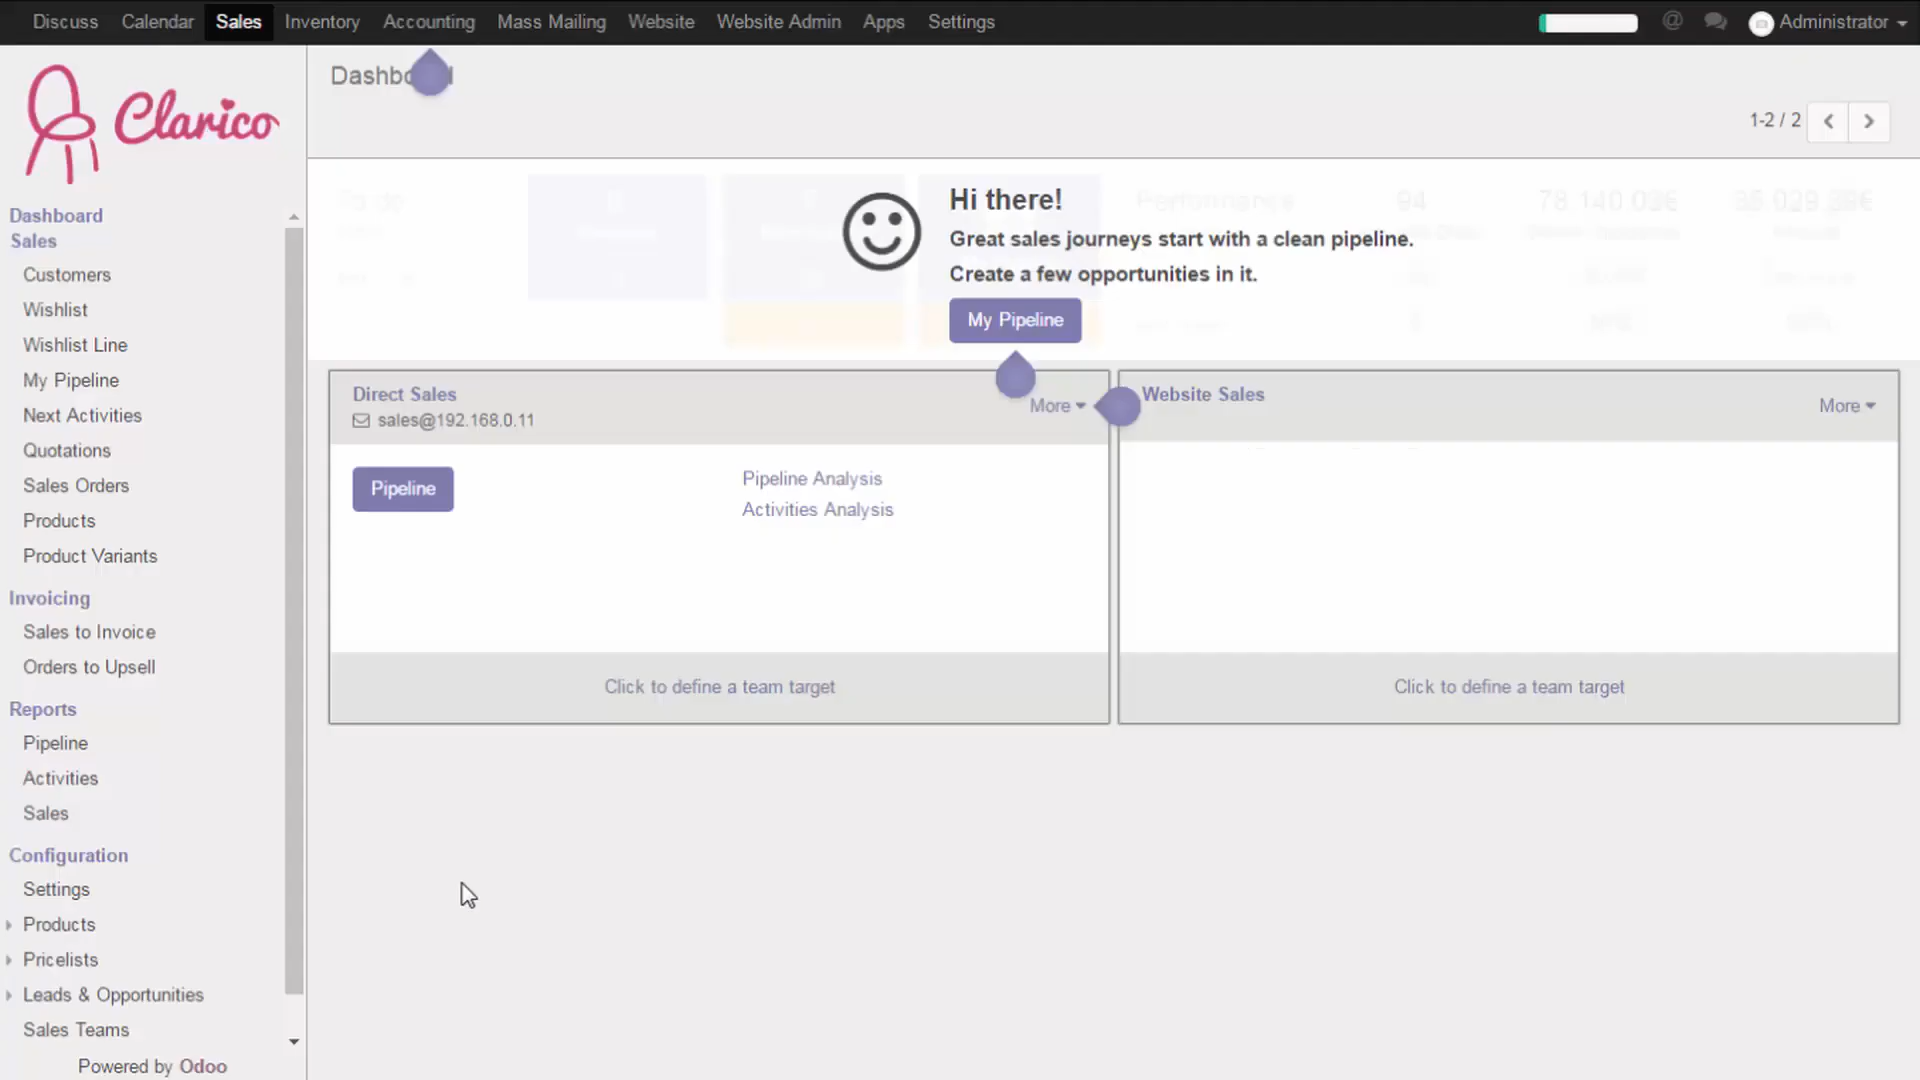 Discuss Calendar Sales Inventory Accounting Mass Mailing Website Website Admin Apps Settings @ Administrator
Clarico
1-2 / 2
Dashboard
Sales
Customers
Wishlist
Wishlist Line
My Pipeline
Next Activities
Quotations
Sales Orders
Products
Product Variants
Invoicing
Sales to Invoice
Orders to Upsell
Reports
Pipeline
Activities
Sales
Configuration
Settings
Products
Pricelists
Leads & Opportunities
Sales Teams
Powered by Odoo
Hi there!
Great sales journeys start with a clean pipeline.
Create a few opportunities in it.
My Pipeline
Performance 94
Direct Sales
sales@192.168.0.11
More
Pipeline
Pipeline Analysis
Activities Analysis
Click to define a team target
Website Sales
More
Click to define a team target